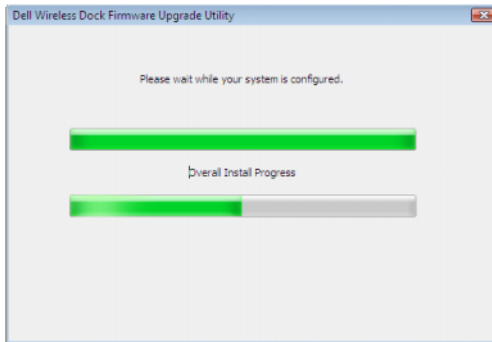 Dell Wireless Dock Firmware Upgrade Utility
Please wait while your system is configured.
Overall Install Progress